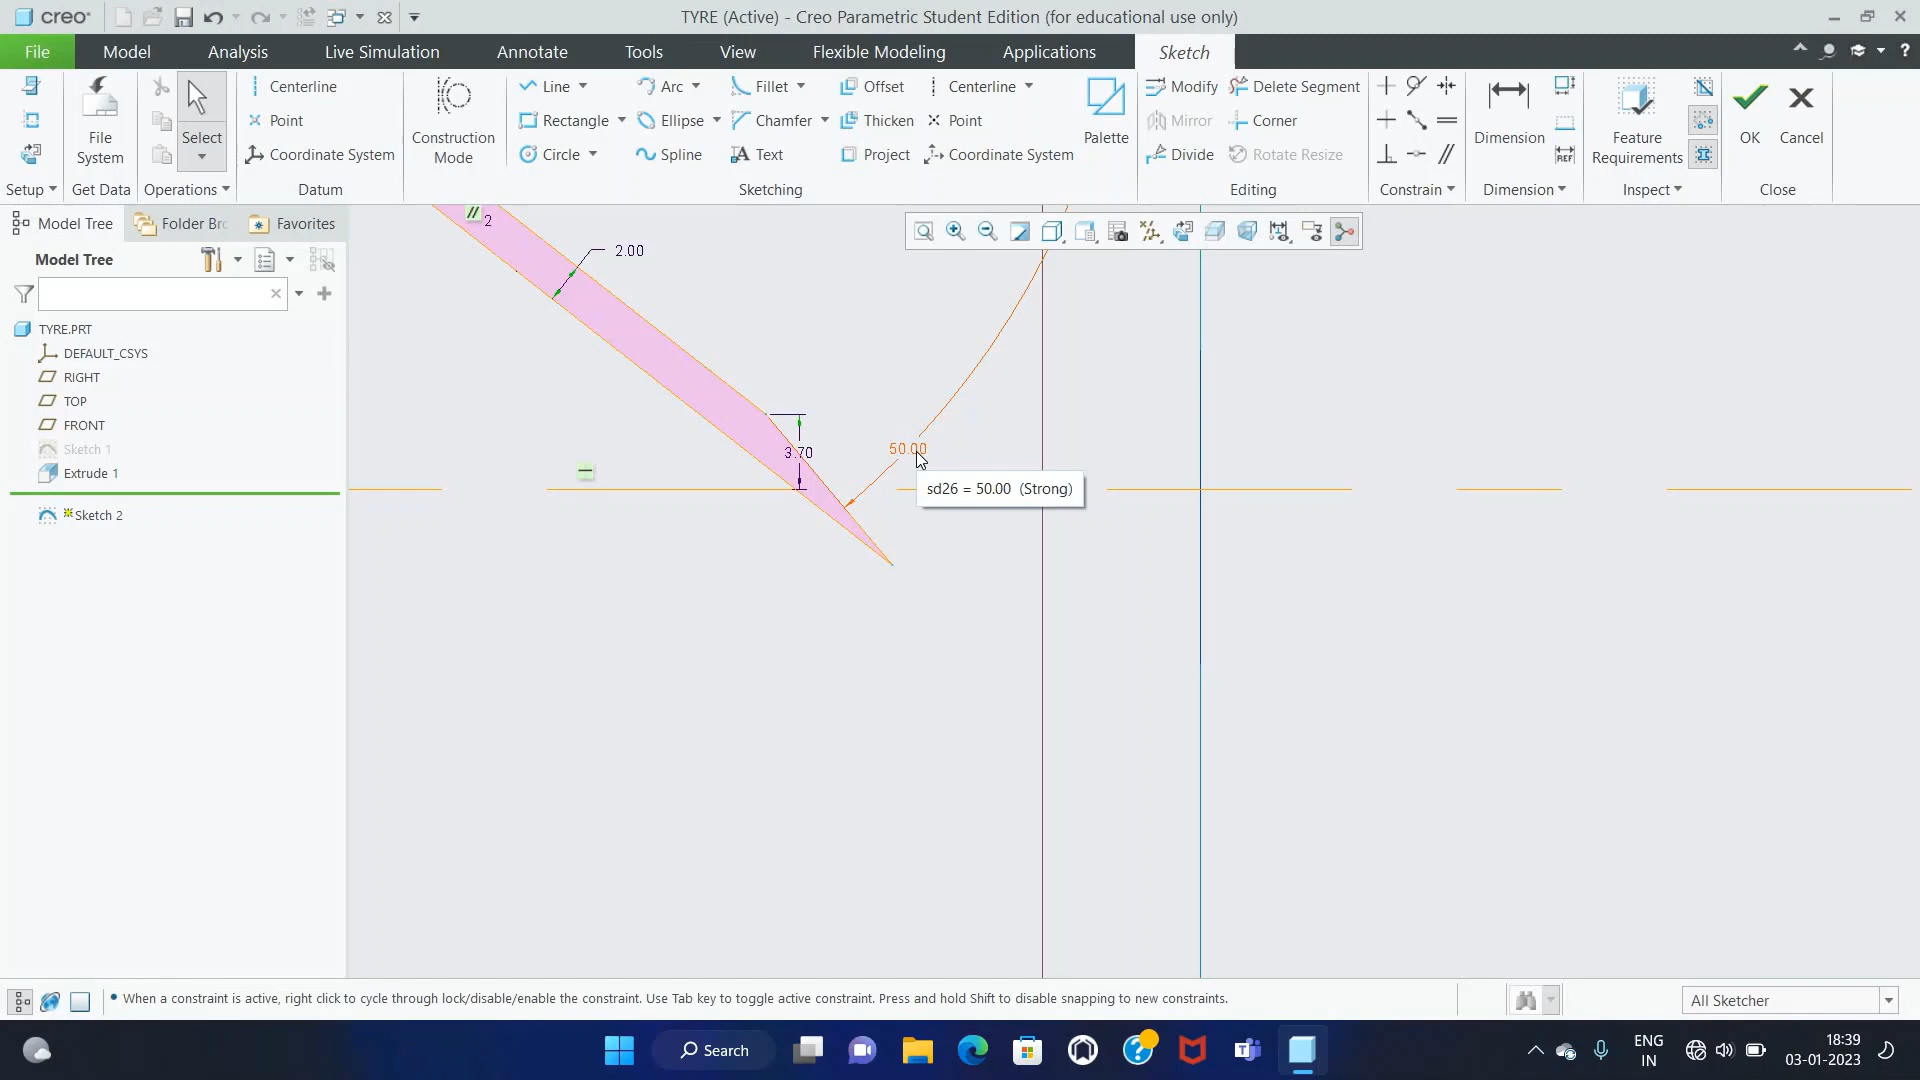 creo
TYRE (Active) - Creo Parametric Student Edition (for educational use only)
File Model Analysis Live Simulation Annotate Tools View Flexible Modeling Applications Sketch
Centerline Line Arc Fillet Offset Centerline Modify Delete Segment
Point Rectangle Ellipse Chamfer Thicken Point Mirror Corner
Coordinate System Circle Spline Text Project Coordinate System Divide Rotate Resize
File System Select Construction Mode Palette Dimension Feature Requirements OK Cancel
REF
Setup Get Data Operations Datum Sketching Editing Constrain Dimension Inspect Close
Model Tree Folder Br Favorites
Model Tree
TYRE.PRT
DEFAULT_CSYS
RIGHT
TOP
FRONT
Sketch 1
Extrude 1
Sketch 2
2
2.00
3.70
50.00
sd26 = 50.00 (Strong)
• When a constraint is active, right click to cycle through lock/disable/enable the constraint. Use Tab key to toggle active constraint. Press and hold Shift to disable snapping to new constraints.
All Sketcher
Search
ENG
IN
18:39
03-01-2023